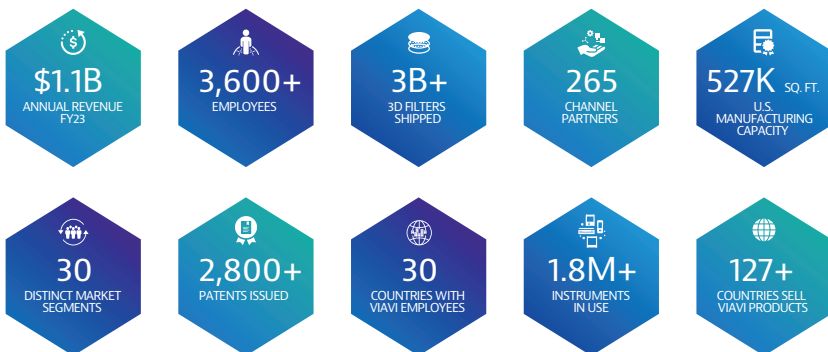 $1.1B
ANNUAL REVENUE
FY23
3,600+
EMPLOYEES
3B+
3D FILTERS
SHIPPED
265
CHANNEL
PARTNERS
527K SQ. FT.
U.S.
MANUFACTURING
CAPACITY
30
DISTINCT MARKET
SEGMENTS
2,800+
PATENTS ISSUED
30
COUNTRIES WITH
VIAVI EMPLOYEES
1.8M+
INSTRUMENTS
IN USE
127+
COUNTRIES SELL
VIAVI PRODUCTS